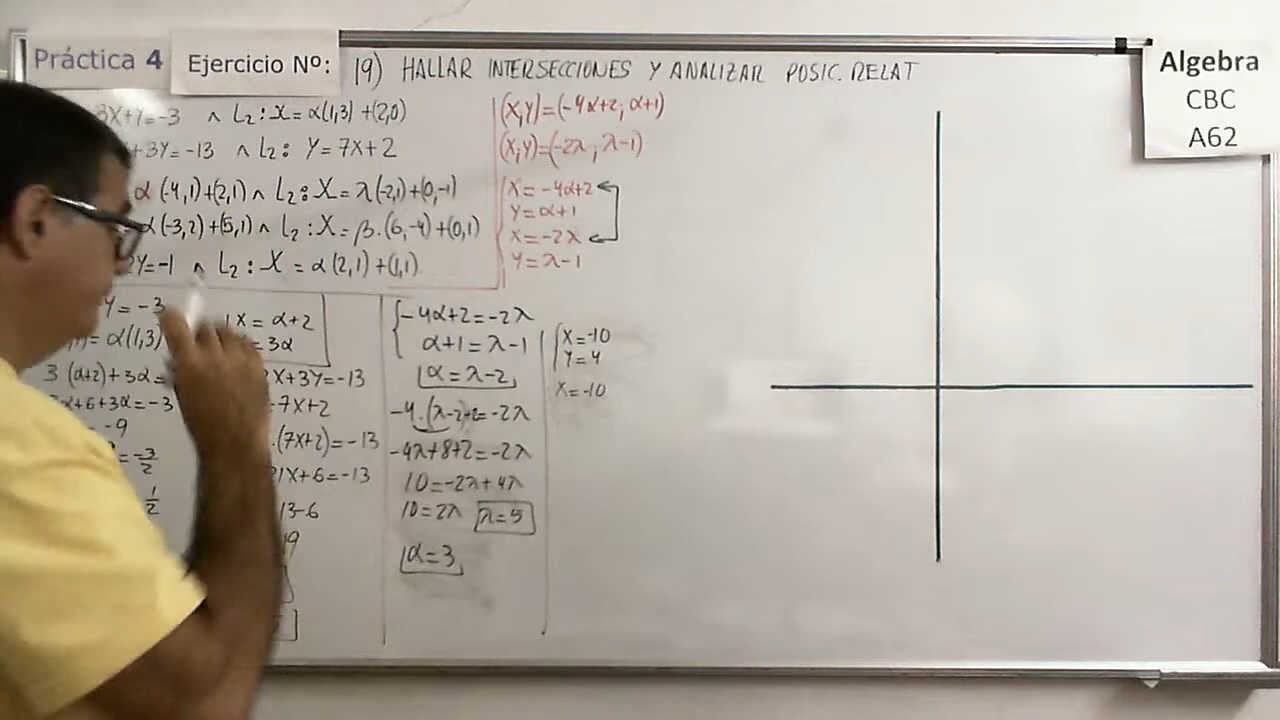 Práctica 4
Ejercicio Nº:
19) HALLAR INTERSECCIONES Y ANALIZAR POSIC. RELAT
Algebra
CBC
A62
3X+Y=-3 ∧ L₂: X=α(1,3)+(2,0)
+3Y=-13 ∧ L₂: Y=7X+2
α(-4,1)+(2,1) ∧ L₂: X=λ(-2,1)+(0,-1)
α(-3,2)+(5,1) ∧ L₂: X=β.(6,-4)+(0,1)
Y=-1 ∧ L₂: X=α(2,1)+(1,1)
(X,Y)=(-4α+2; α+1)
(X,Y)=(-2λ; λ-1)
X=-4α+2
Y=α+1
X=-2λ
Y=λ-1
Y=-3
=α(1,3)
X=α+2
=3α
3(α+2)+3α=
α+6+3α=-3
-9
=-3/2
1/2
X+3Y=-13
7X+2
.(7X+2)=-13
21X+6=-13
13-6
19
-4α+2=-2λ
α+1=λ-1
α=λ-2
-4.(λ-2)+2=-2λ
-4λ+8+2=-2λ
10=-2λ+4λ
10=2λ λ=5
α=3
X=-10
Y=4
X=-10